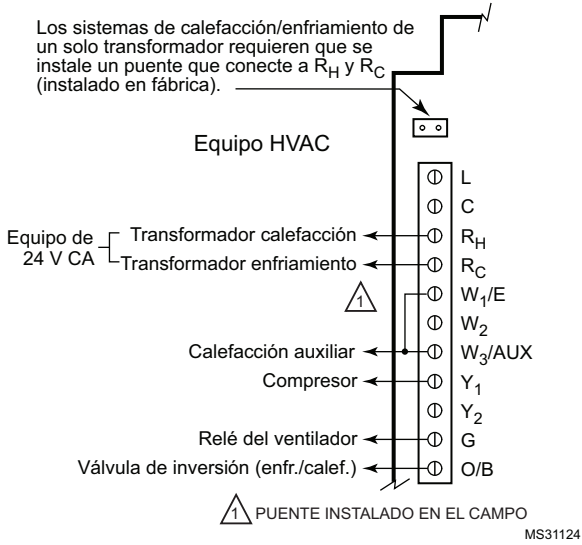 Los sistemas de calefacción/enfriamiento de
un solo transformador requieren que se
instale un puente que conecte a RH y RC
(instalado en fábrica).
Equipo HVAC
L
C
Equipo de
24 V CA
Transformador calefacción
RH
Transformador enfriamiento
RC
1
W1/E
W2
Calefacción auxiliar
W3/AUX
Compresor
Y1
Y2
Relé del ventilador
G
Válvula de inversión (enfr./calef.)
O/B
1 PUENTE INSTALADO EN EL CAMPO
MS31124